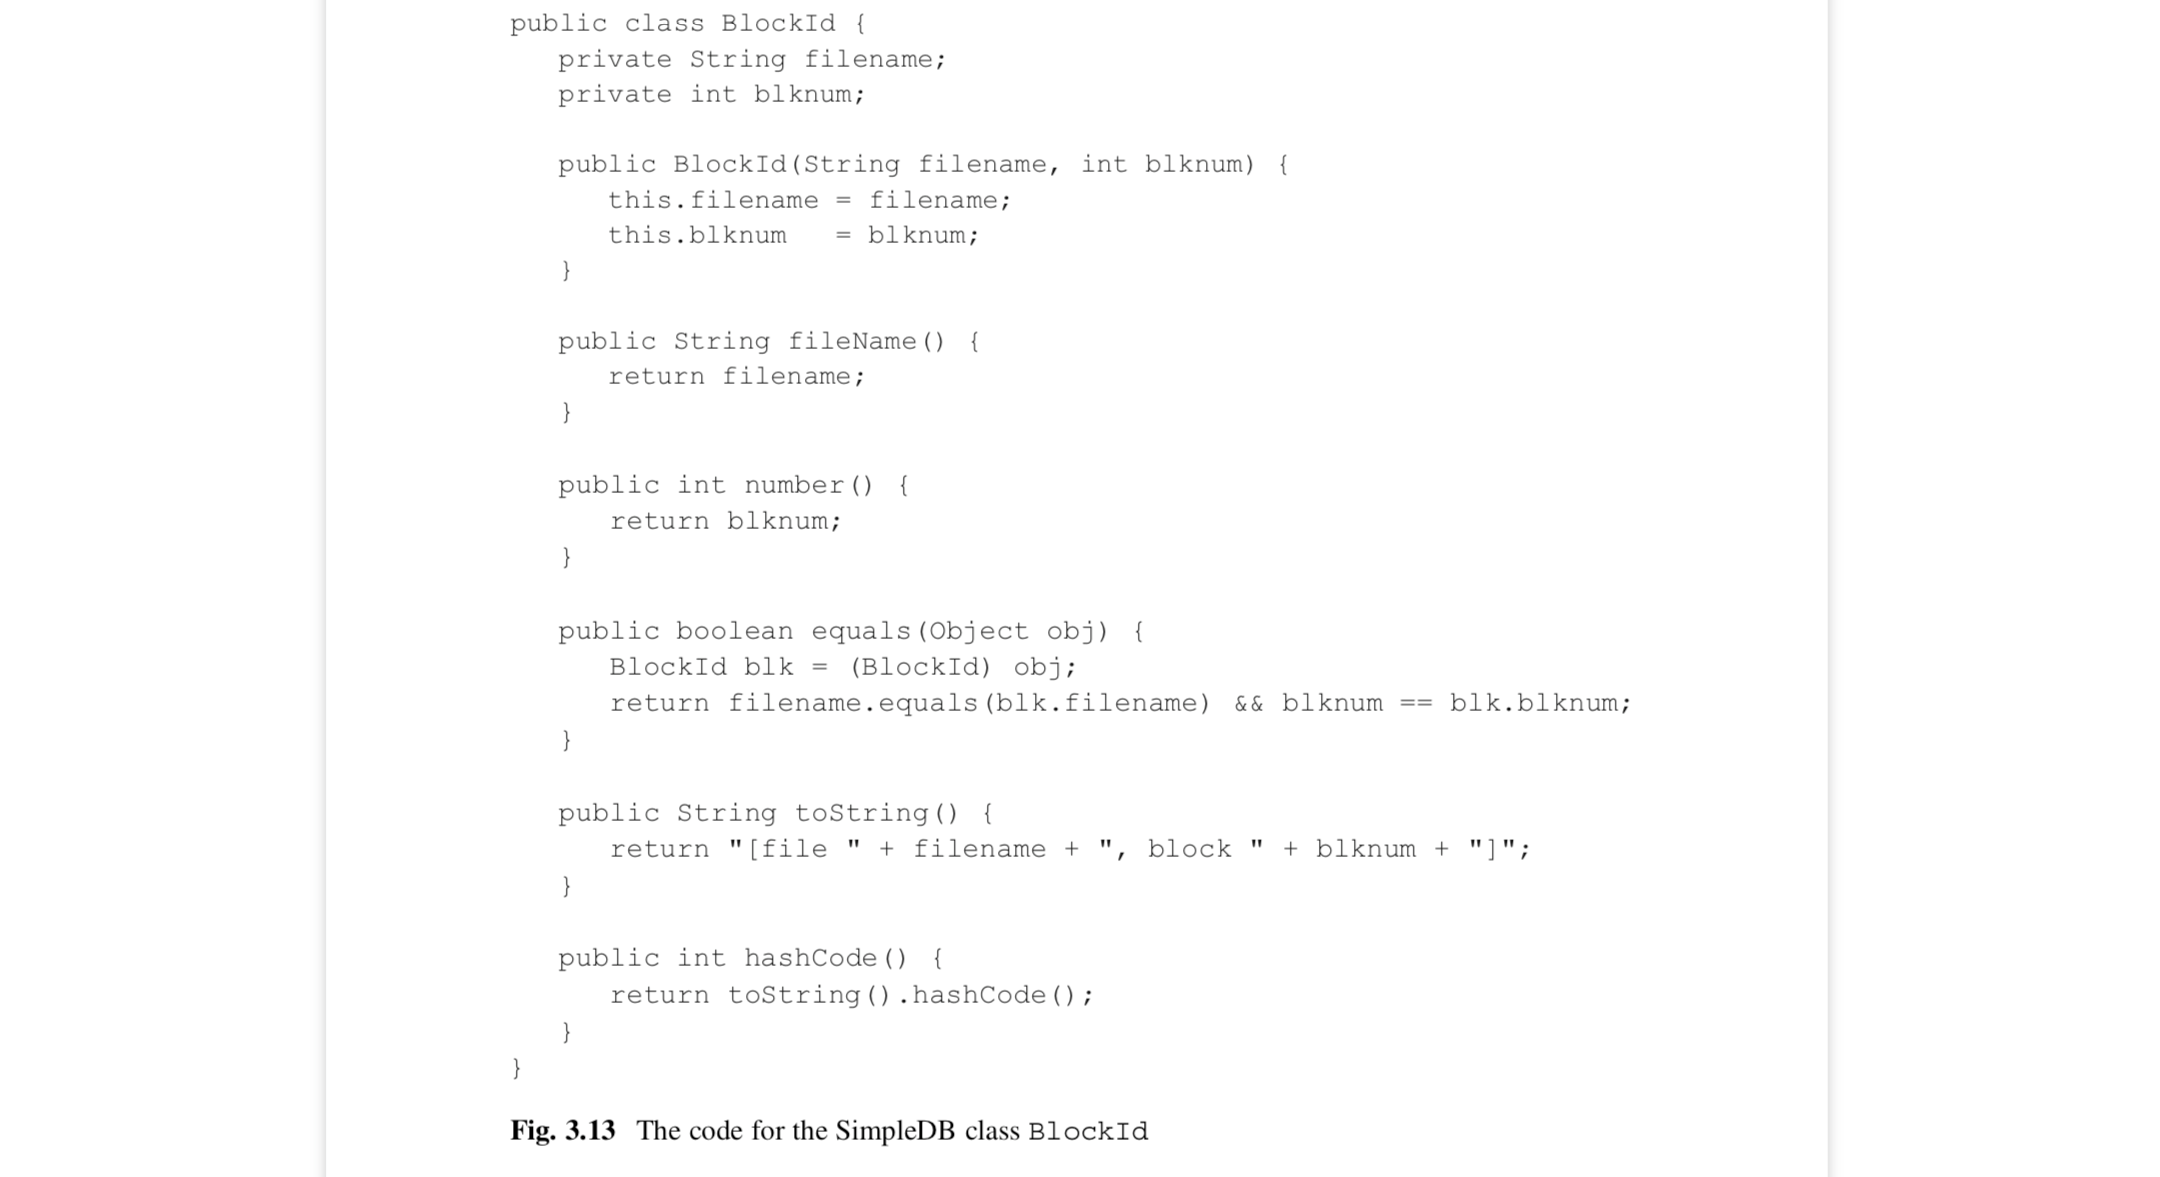 public class BlockId {
   private String filename;
   private int blknum;

   public BlockId(String filename, int blknum) {
      this.filename = filename;
      this.blknum   = blknum;
   }

   public String fileName() {
      return filename;
   }

   public int number() {
      return blknum;
   }

   public boolean equals(Object obj) {
      BlockId blk = (BlockId) obj;
      return filename.equals(blk.filename) && blknum == blk.blknum;
   }

   public String toString() {
      return "[file " + filename + ", block " + blknum + "]";
   }

   public int hashCode() {
      return toString().hashCode();
   }
}
Fig. 3.13 The code for the SimpleDB class BlockId